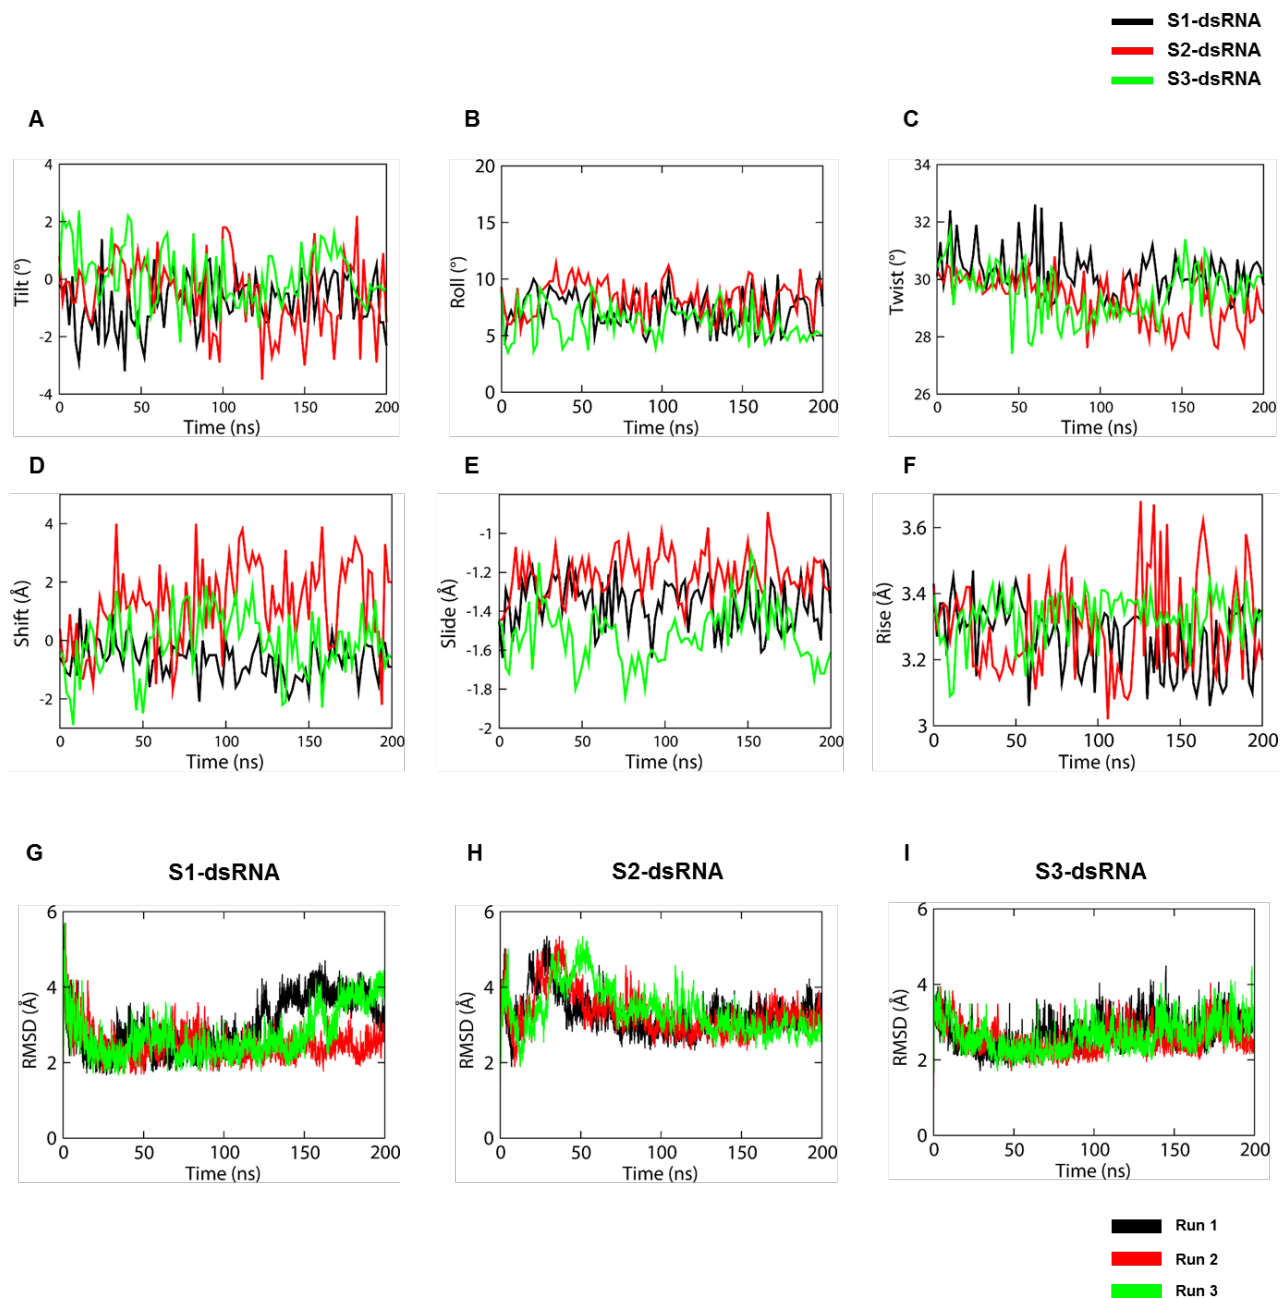 S1-dsRNA
S2-dsRNA
S3-dsRNA
A
B
C
4
2
0
-2
-4
Tilt (°)
0 50 100 150 200
Time (ns)
20
15
10
5
0
Roll (°)
0 50 100 150 200
Time (ns)
34
32
30
28
26
Twist (°)
0 50 100 150 200
Time (ns)
D
E
F
4
2
0
-2
Shift (Å)
0 50 100 150 200
Time (ns)
-1
-1.2
-1.4
-1.6
-1.8
-2
Slide (Å)
0 50 100 150 200
Time (ns)
3.6
3.4
3.2
3
Rise (Å)
0 50 100 150 200
Time (ns)
G
S1-dsRNA
H
S2-dsRNA
I
S3-dsRNA
6
4
2
0
RMSD (Å)
0 50 100 150 200
Time (ns)
6
4
2
0
RMSD (Å)
0 50 100 150 200
Time (ns)
6
4
2
0
RMSD (Å)
0 50 100 150 200
Time (ns)
Run 1
Run 2
Run 3